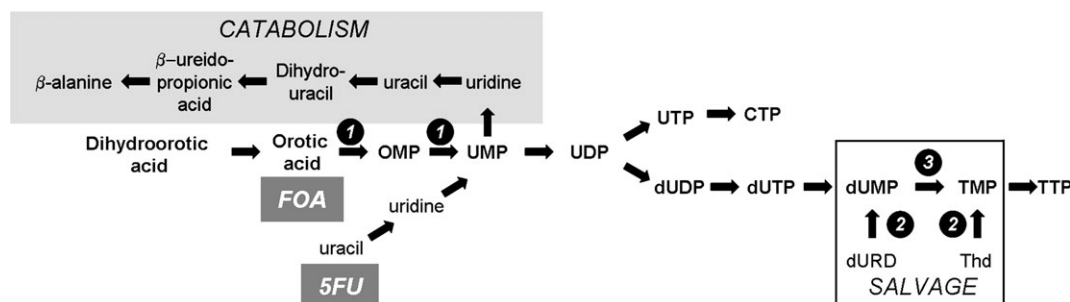 CATABOLISM
β-alanine
β–ureido-
propionic
acid
Dihydro-
uracil
uracil
uridine
Dihydroorotic
acid
Orotic
acid
1
OMP
1
UMP
UDP
UTP
CTP
FOA
uridine
uracil
5FU
dUDP
dUTP
dUMP
3
TMP
TTP
2
2
dURD
Thd
SALVAGE